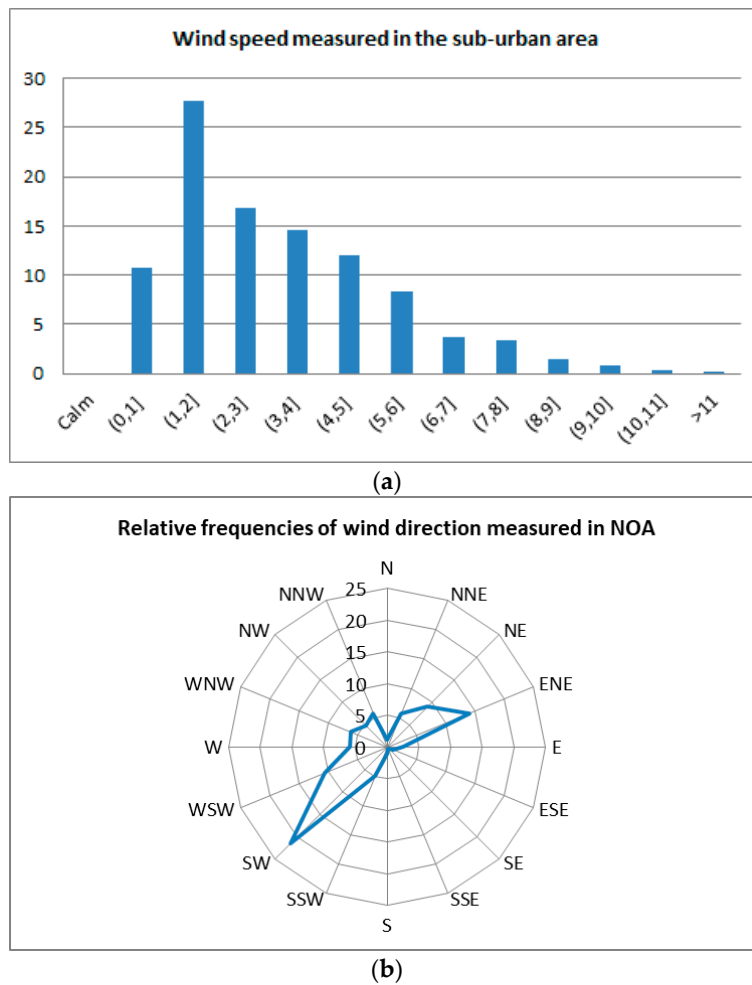 Wind speed measured in the sub-urban area
30
25
20
15
10
5
0
Calm
(0,1]
(1,2]
(2,3]
(3,4]
(4,5]
(5,6]
(6,7]
(7,8]
(8,9]
(9,10]
(10,11]
>11
(a)
Relative frequencies of wind direction measured in NOA
N
NNE
NE
ENE
E
ESE
SE
SSE
S
SSW
SW
WSW
W
WNW
NW
NNW
25
20
15
10
5
0
(b)